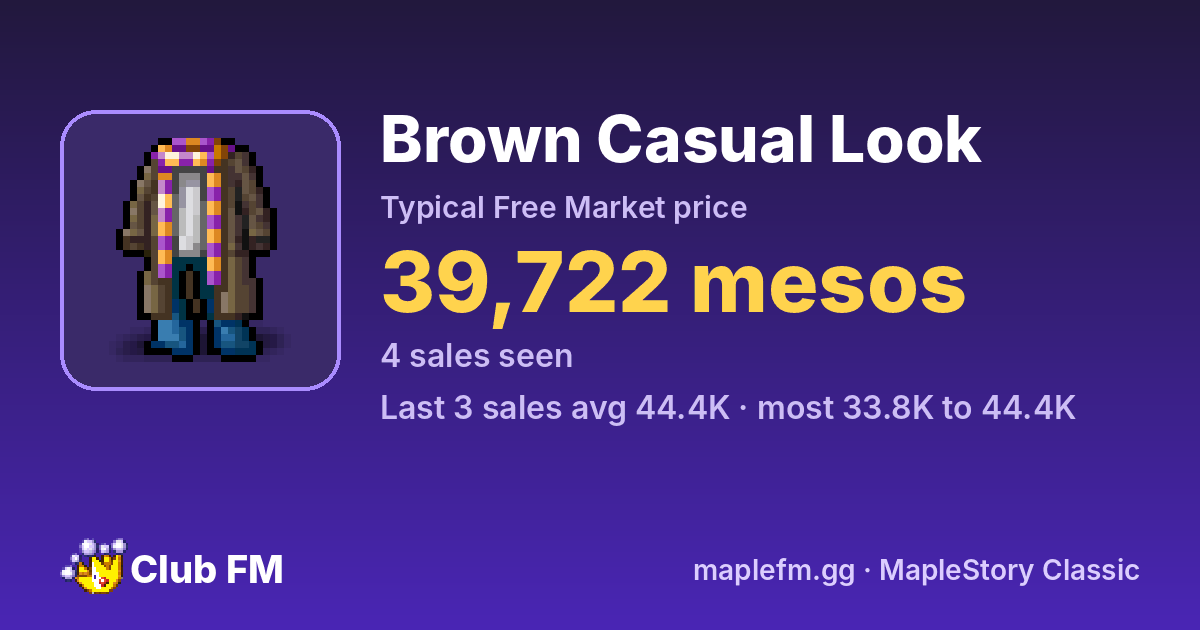 Brown Casual Look
Typical Free Market price
39,722 mesos
4 sales seen
Last 3 sales avg 44.4K · most 33.8K to 44.4K
Club FM
maplefm.gg · MapleStory Classic